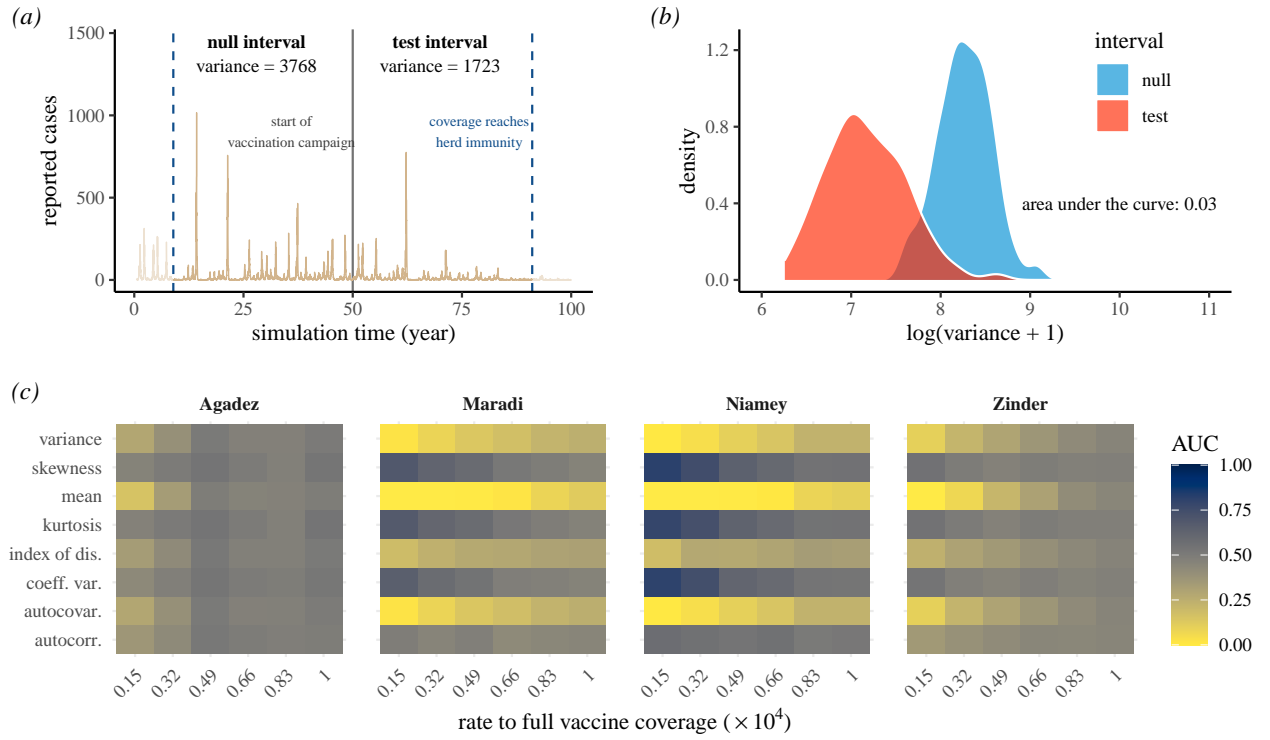 (a)
1500
1000
500
0
reported cases
null interval
variance = 3768
test interval
variance = 1723
start of
vaccination campaign
coverage reaches
herd immunity
0 25 50 75 100
simulation time (year)
(b)
1.2
0.8
0.4
0.0
density
interval
null
test
area under the curve: 0.03
6 7 8 9 10 11
log(variance + 1)
(c)
Agadez Maradi Niamey Zinder
variance
skewness
mean
kurtosis
index of dis.
coeff. var.
autocovar.
autocorr.
0.15 0.32 0.49 0.66 0.83 1
0.15 0.32 0.49 0.66 0.83 1
0.15 0.32 0.49 0.66 0.83 1
0.15 0.32 0.49 0.66 0.83 1
rate to full vaccine coverage (×10⁴)
AUC
1.00
0.75
0.50
0.25
0.00